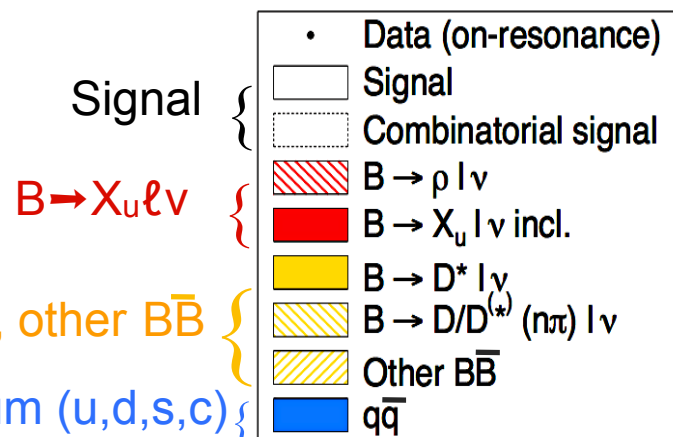 Data (on-resonance)
Signal { Signal
Combinatorial signal
B → ρ l ν
B→Xuℓν { B → Xu l ν incl.
B → D* l ν
, other BB̅ { B → D/D(*) (nπ) l ν
Other BB̅
(u,d,s,c) { qq̅